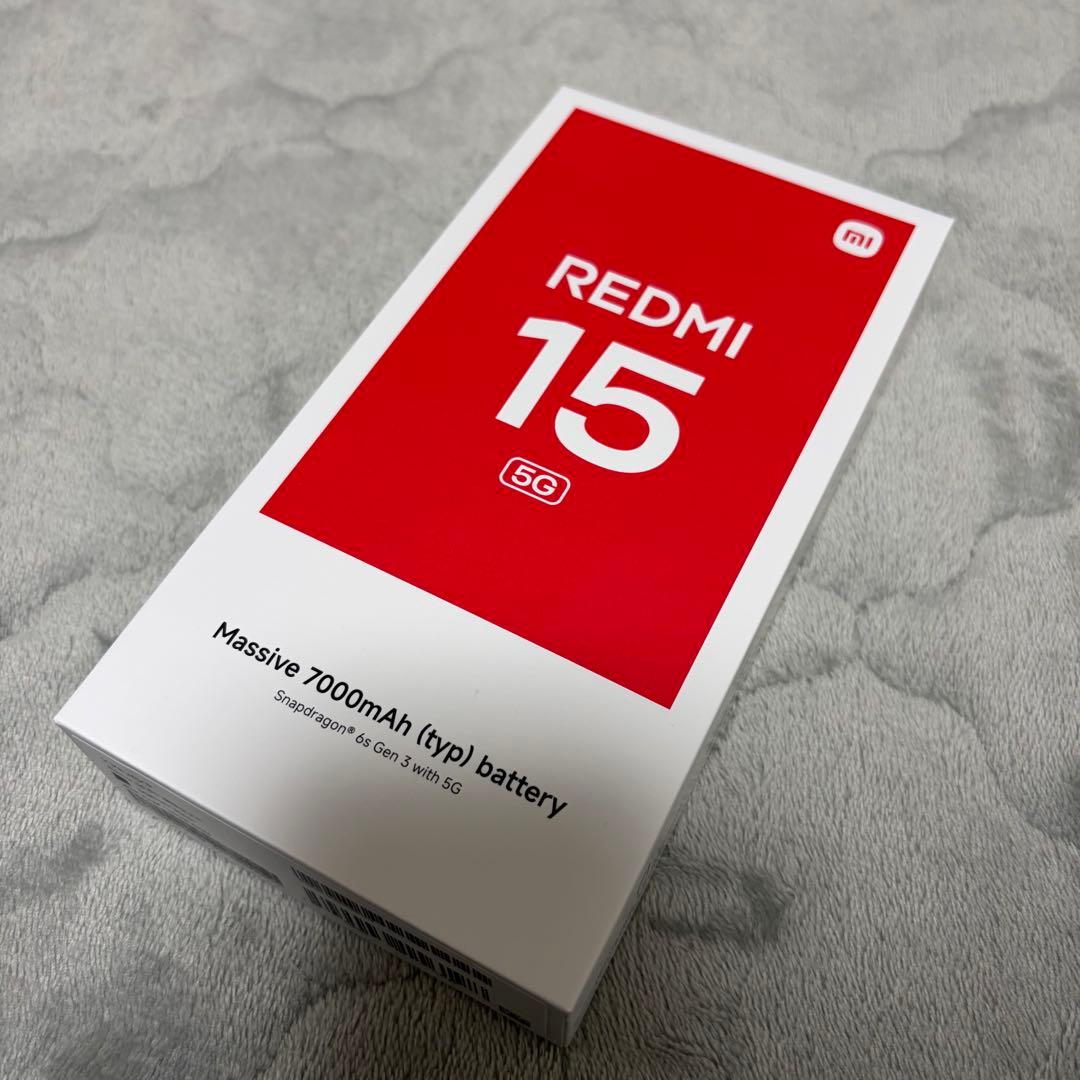 mi
REDMI
15
5G
Massive 7000mAh (typ) battery
Snapdragon® 6s Gen 3 with 5G